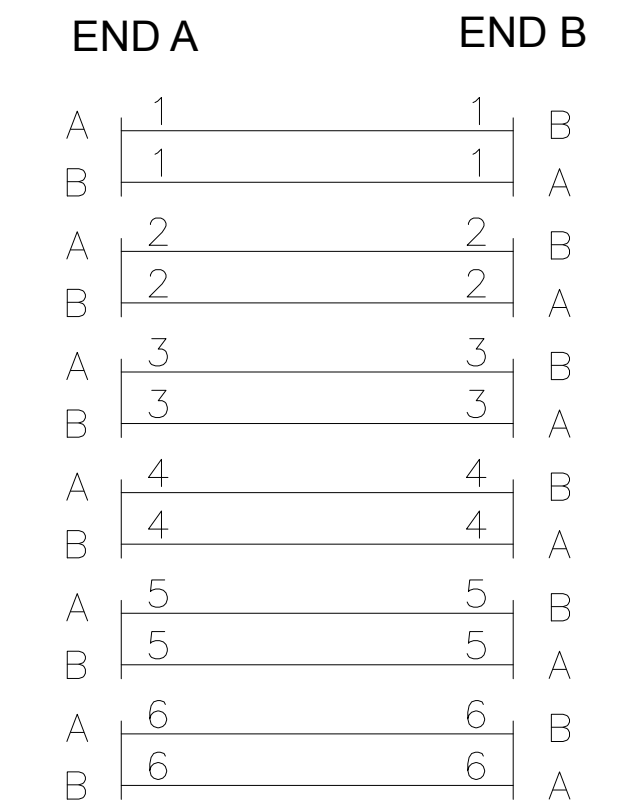 END A END B
A 1 1 B
B 1 1 A
A 2 2 B
B 2 2 A
A 3 3 B
B 3 3 A
A 4 4 B
B 4 4 A
A 5 5 B
B 5 5 A
A 6 6 B
B 6 6 A